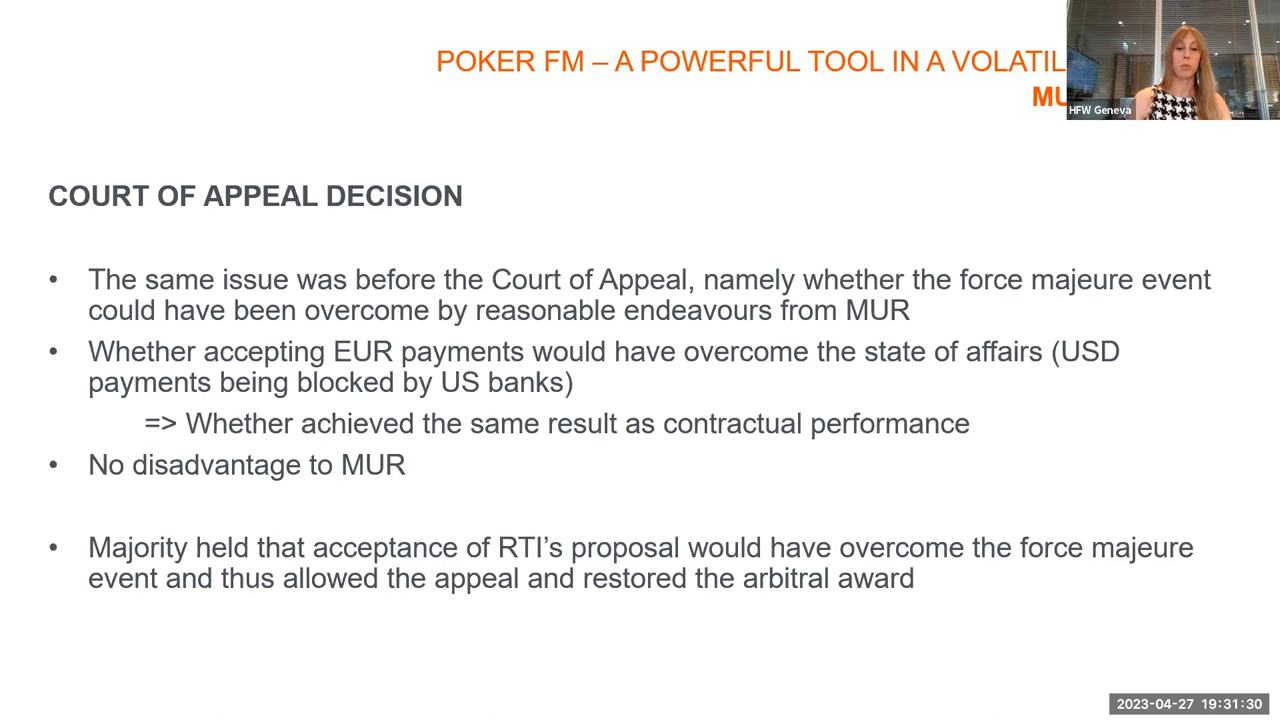 POKER FM – A POWERFUL TOOL IN A
HFW Geneva
COURT OF APPEAL DECISION
• The same issue was before the Court of Appeal, namely whether the force majeure event
could have been overcome by reasonable endeavours from MUR
• Whether accepting EUR payments would have overcome the state of affairs (USD
payments being blocked by US banks)
=> Whether achieved the same result as contractual performance
• No disadvantage to MUR
• Majority held that acceptance of RTI’s proposal would have overcome the force majeure
event and thus allowed the appeal and restored the arbitral award
2023-04-27 19:31:30